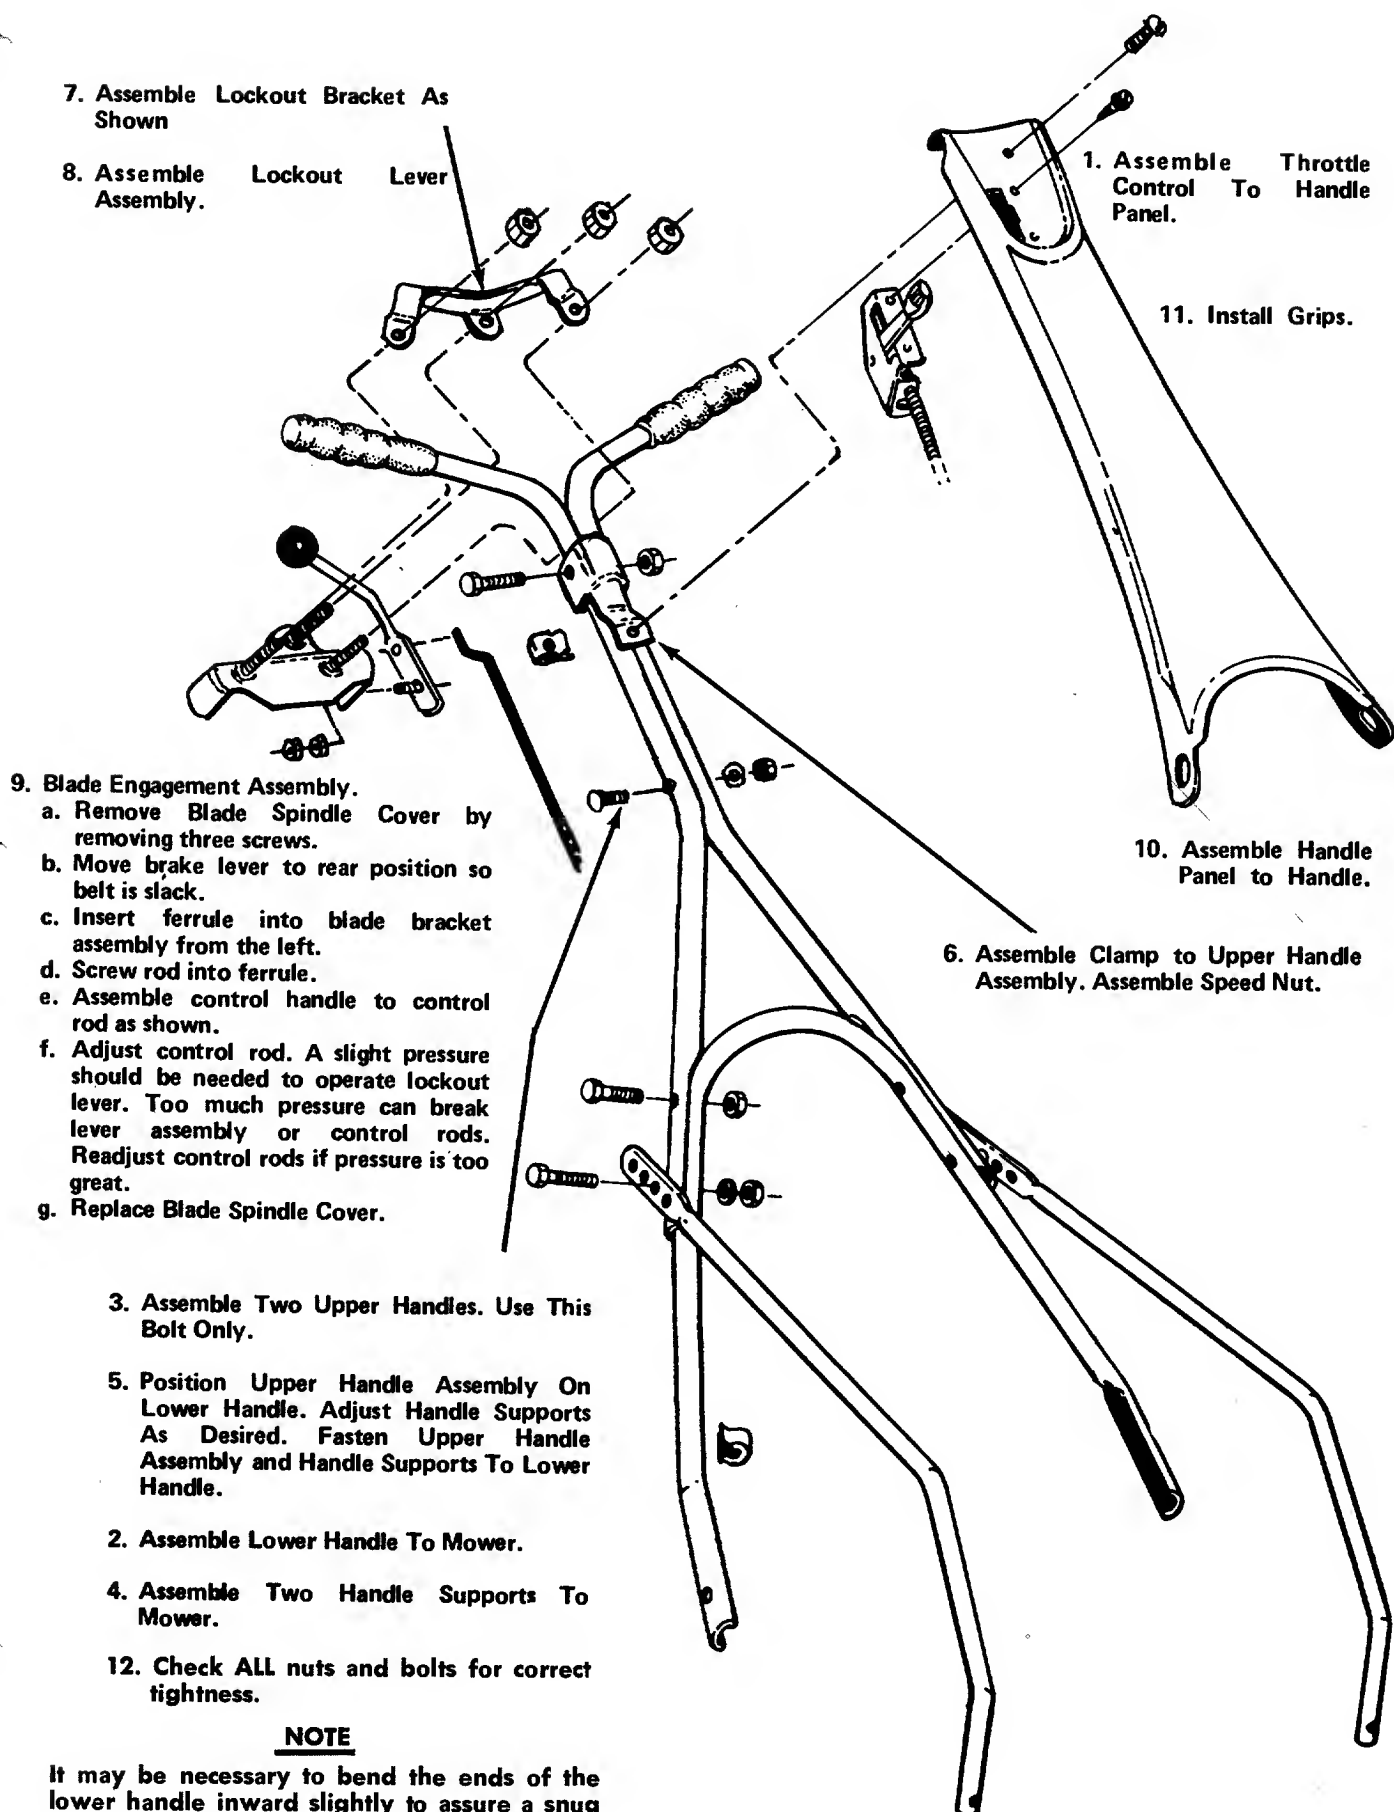 7. Assemble Lockout Bracket As
Shown
8. Assemble Lockout Lever
Assembly.
1. Assemble Throttle
Control To Handle
Panel.
11. Install Grips.
9. Blade Engagement Assembly.
a. Remove Blade Spindle Cover by
removing three screws.
b. Move brake lever to rear position so
belt is slack.
c. Insert ferrule into blade bracket
assembly from the left.
d. Screw rod into ferrule.
e. Assemble control handle to control
rod as shown.
f. Adjust control rod. A slight pressure
should be needed to operate lockout
lever. Too much pressure can break
lever assembly or control rods.
Readjust control rods if pressure is too
great.
g. Replace Blade Spindle Cover.
10. Assemble Handle
Panel to Handle.
6. Assemble Clamp to Upper Handle
Assembly. Assemble Speed Nut.
3. Assemble Two Upper Handles. Use This
Bolt Only.
5. Position Upper Handle Assembly On
Lower Handle. Adjust Handle Supports
As Desired. Fasten Upper Handle
Assembly and Handle Supports To Lower
Handle.
2. Assemble Lower Handle To Mower.
4. Assemble Two Handle Supports To
Mower.
12. Check ALL nuts and bolts for correct
tightness.
NOTE
It may be necessary to bend the ends of the
lower handle inward slightly to assure a snug